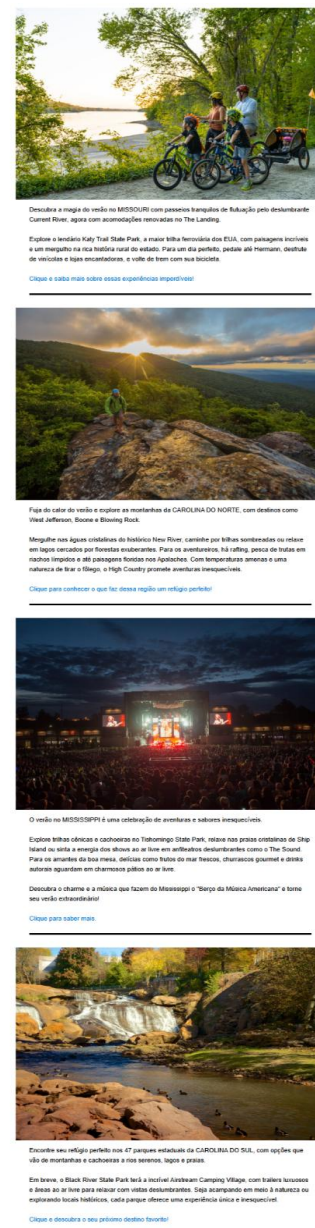 Descubra a magia do verão no MISSOURI com passeios tranquilos de flutuação pelo deslumbrante
Current River, agora com acomodações renovadas no The Landing.
Explore o lendário Katy Trail State Park, a maior trilha ferroviária dos EUA, com paisagens incríveis
e um mergulho na rica história rural do estado. Para um dia perfeito, pedale até Hermann, desfrute
de vinícolas e lojas encantadoras, e volte de trem com sua bicicleta.
Clique e saiba mais sobre essas experiências imperdíveis!
Fuja do calor do verão e explore as montanhas da CAROLINA DO NORTE, com destinos como
West Jefferson, Boone e Blowing Rock.
Mergulhe nas águas cristalinas do histórico New River, caminhe por trilhas sombreadas ou relaxe
em lagos cercados por florestas exuberantes. Para os aventureiros, há rafting, pesca de trutas em
riachos límpidos e até paisagens floridas nos Apalaches. Com temperaturas amenas e uma
natureza de tirar o fôlego, o High Country promete aventuras inesquecíveis.
Clique para conhecer o que faz dessa região um refúgio perfeito!
O verão no MISSISSIPPI é uma celebração de aventuras e sabores inesquecíveis.
Explore trilhas cênicas e cachoeiras no Tishomingo State Park, relaxe nas praias cristalinas de Ship
Island ou sinta a energia dos shows ao ar livre em anfiteatros deslumbrantes como o The Sound.
Para os amantes da boa mesa, delícias como frutos do mar frescos, churrascos gourmet e drinks
autorais aguardam em charmosos pátios ao ar livre.
Descubra o charme e a música que fazem do Mississippi o "Berço da Música Americana" e torne
seu verão extraordinário!
Clique para saber mais.
Encontre seu refúgio perfeito nos 47 parques estaduais da CAROLINA DO SUL, com opções que
vão de montanhas e cachoeiras a rios serenos, lagos e praias.
Em breve, o Black River State Park terá a incrível Airstream Camping Village, com trailers luxuosos
e áreas ao ar livre para relaxar com vistas deslumbrantes. Seja acampando em meio à natureza ou
explorando locais históricos, cada parque oferece uma experiência única e inesquecível.
Clique e descubra o seu próximo destino favorito!